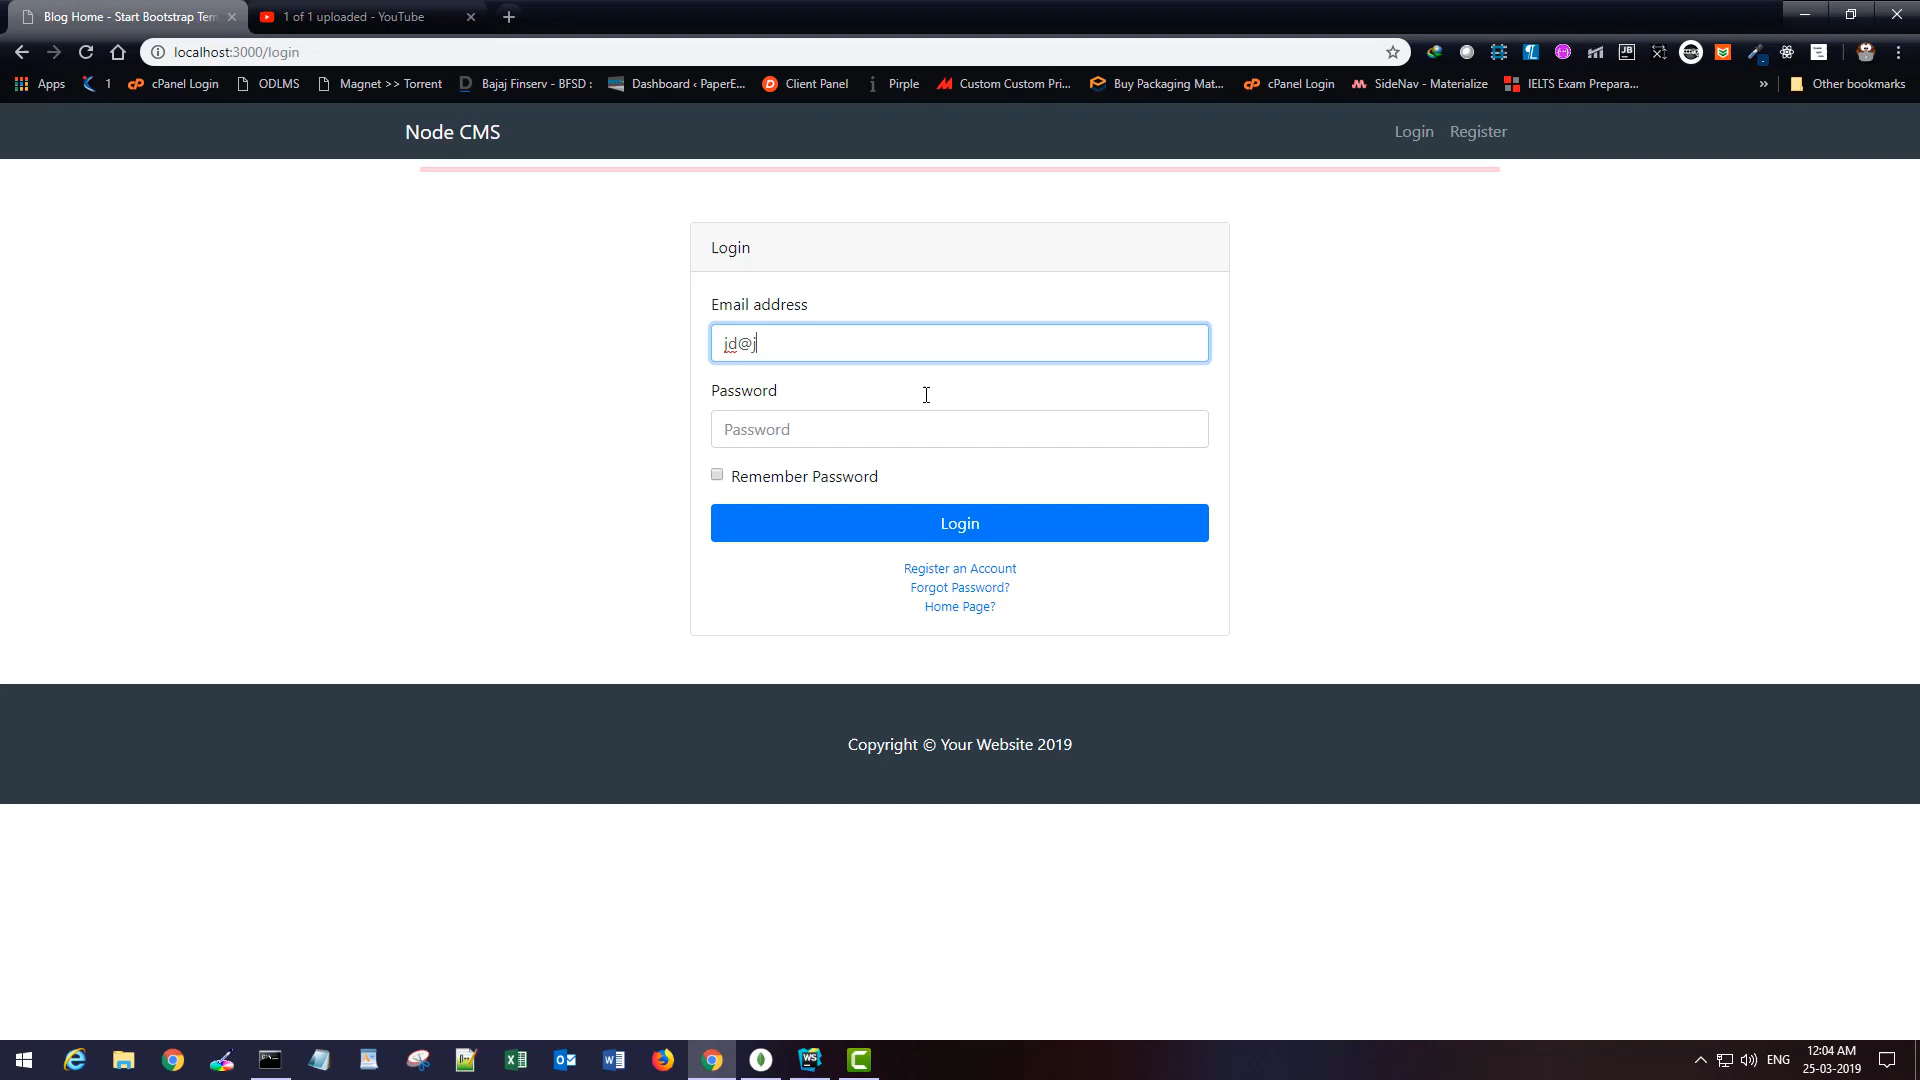 Blog Home - Start Bootstrap Tem
1 of 1 uploaded - YouTube
localhost:3000/login
Apps
1
cPanel Login
ODLMS
Magnet >> Torrent
Bajaj Finserv - BFSD :
Dashboard ‹ PaperE...
Client Panel
Pirple
Custom Custom Pri...
Buy Packaging Mat...
cPanel Login
SideNav - Materialize
IELTS Exam Prepara...
»
Other bookmarks
Node CMS
Login
Register
Login
Email address
jd@j
Password
Password
Remember Password
Login
Register an Account
Forgot Password?
Home Page?
Copyright © Your Website 2019
ENG
12:04 AM
25-03-2019